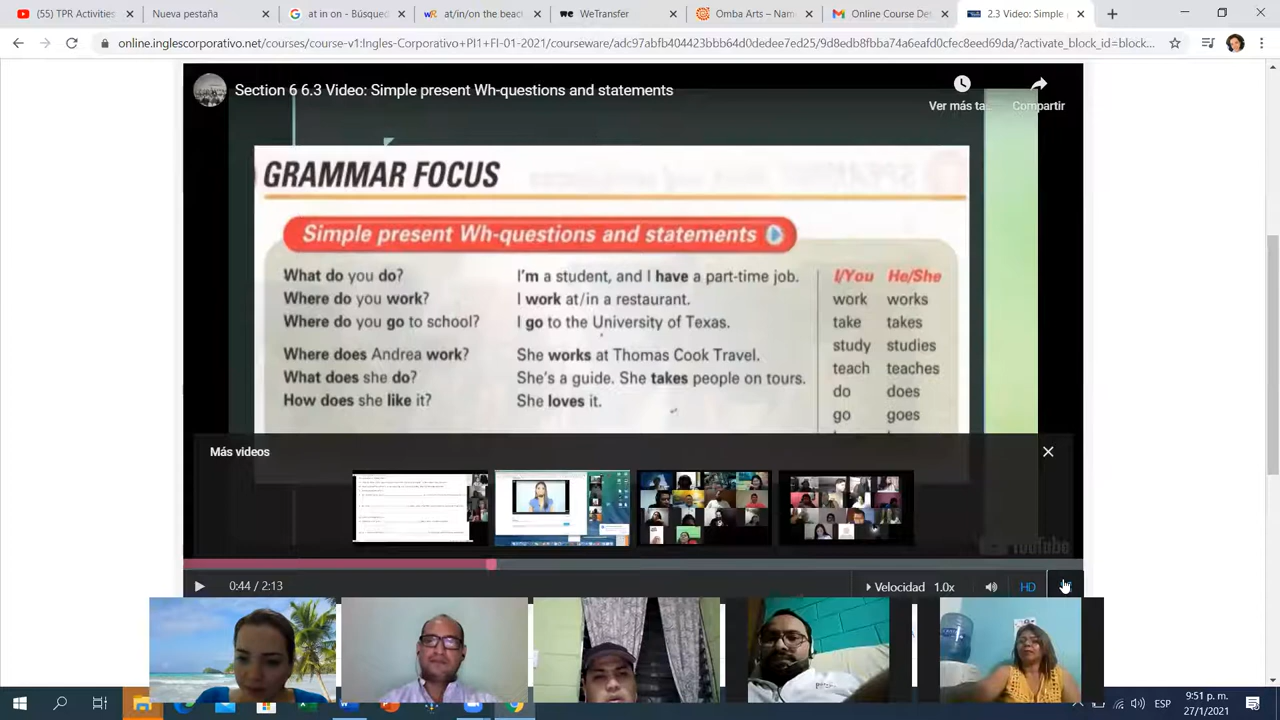 (55) TPR Activities
Nueva pestaña
at in on - Búsqued
at/in/on the beac
WeTransfer
Omba Arts - Namr
Online Course Det
2.3 Video: Simple
online.inglescorporativo.net/courses/course-v1:Ingles-Corporativo+PI1+FI-01-2057/courseware/adc97abfb404423bbb64d0dedee7ed25/9d8edb8fbba74a6eafd0cfec8eed69da/?activate_block_id=block...
Section 6 6.3 Video: Simple present Wh-questions and statements
Ver más ta...
Compartir
GRAMMAR FOCUS
Simple present Wh-questions and statements
What do you do? I'm a student, and I have a part-time job. I/You He/She
Where do you work? I work at/in a restaurant. work works
Where do you go to school? I go to the University of Texas. take takes
study studies
Where does Andrea work? She works at Thomas Cook Travel.
teach teaches
What does she do? She's a guide. She takes people on tours.
do does
How does she like it? She loves it.
go goes
Más videos
YouTube
0:44 / 2:13
Velocidad 1.0x
HD
ESP
9:51 p. m.
27/1/2021